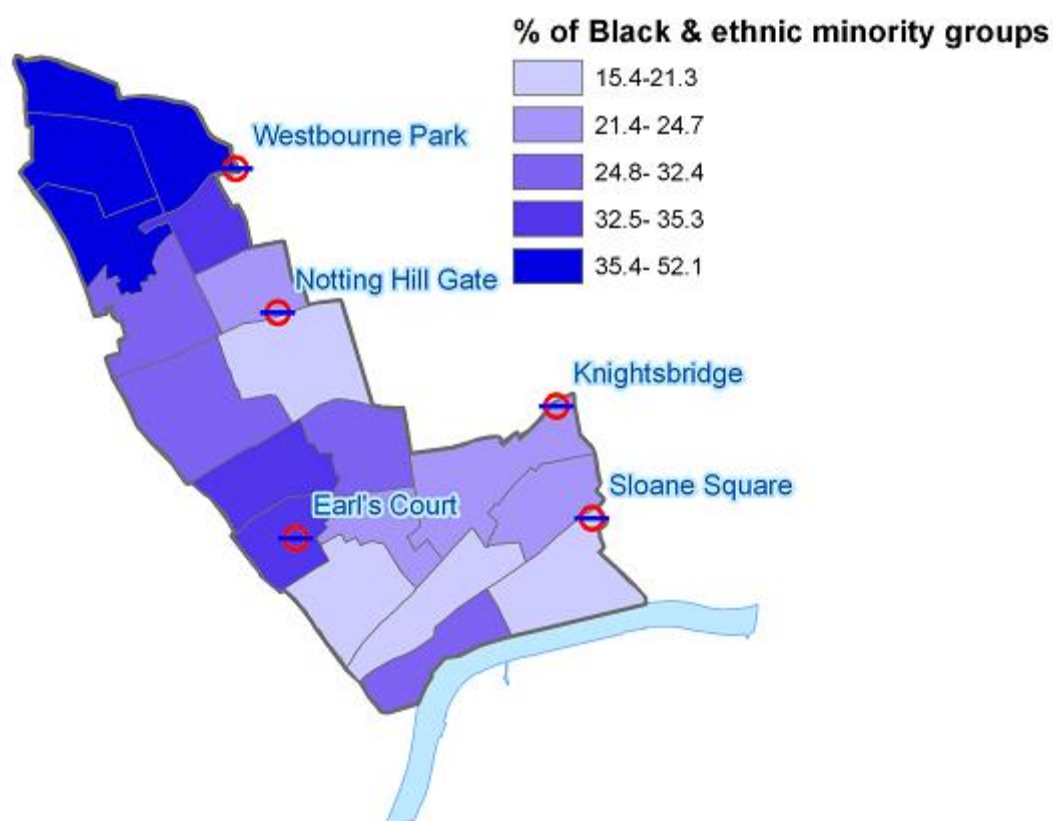 % of Black & ethnic minority groups
15.4-21.3
21.4- 24.7
24.8- 32.4
32.5- 35.3
35.4- 52.1
Westbourne Park
Notting Hill Gate
Knightsbridge
Sloane Square
Earl's Court